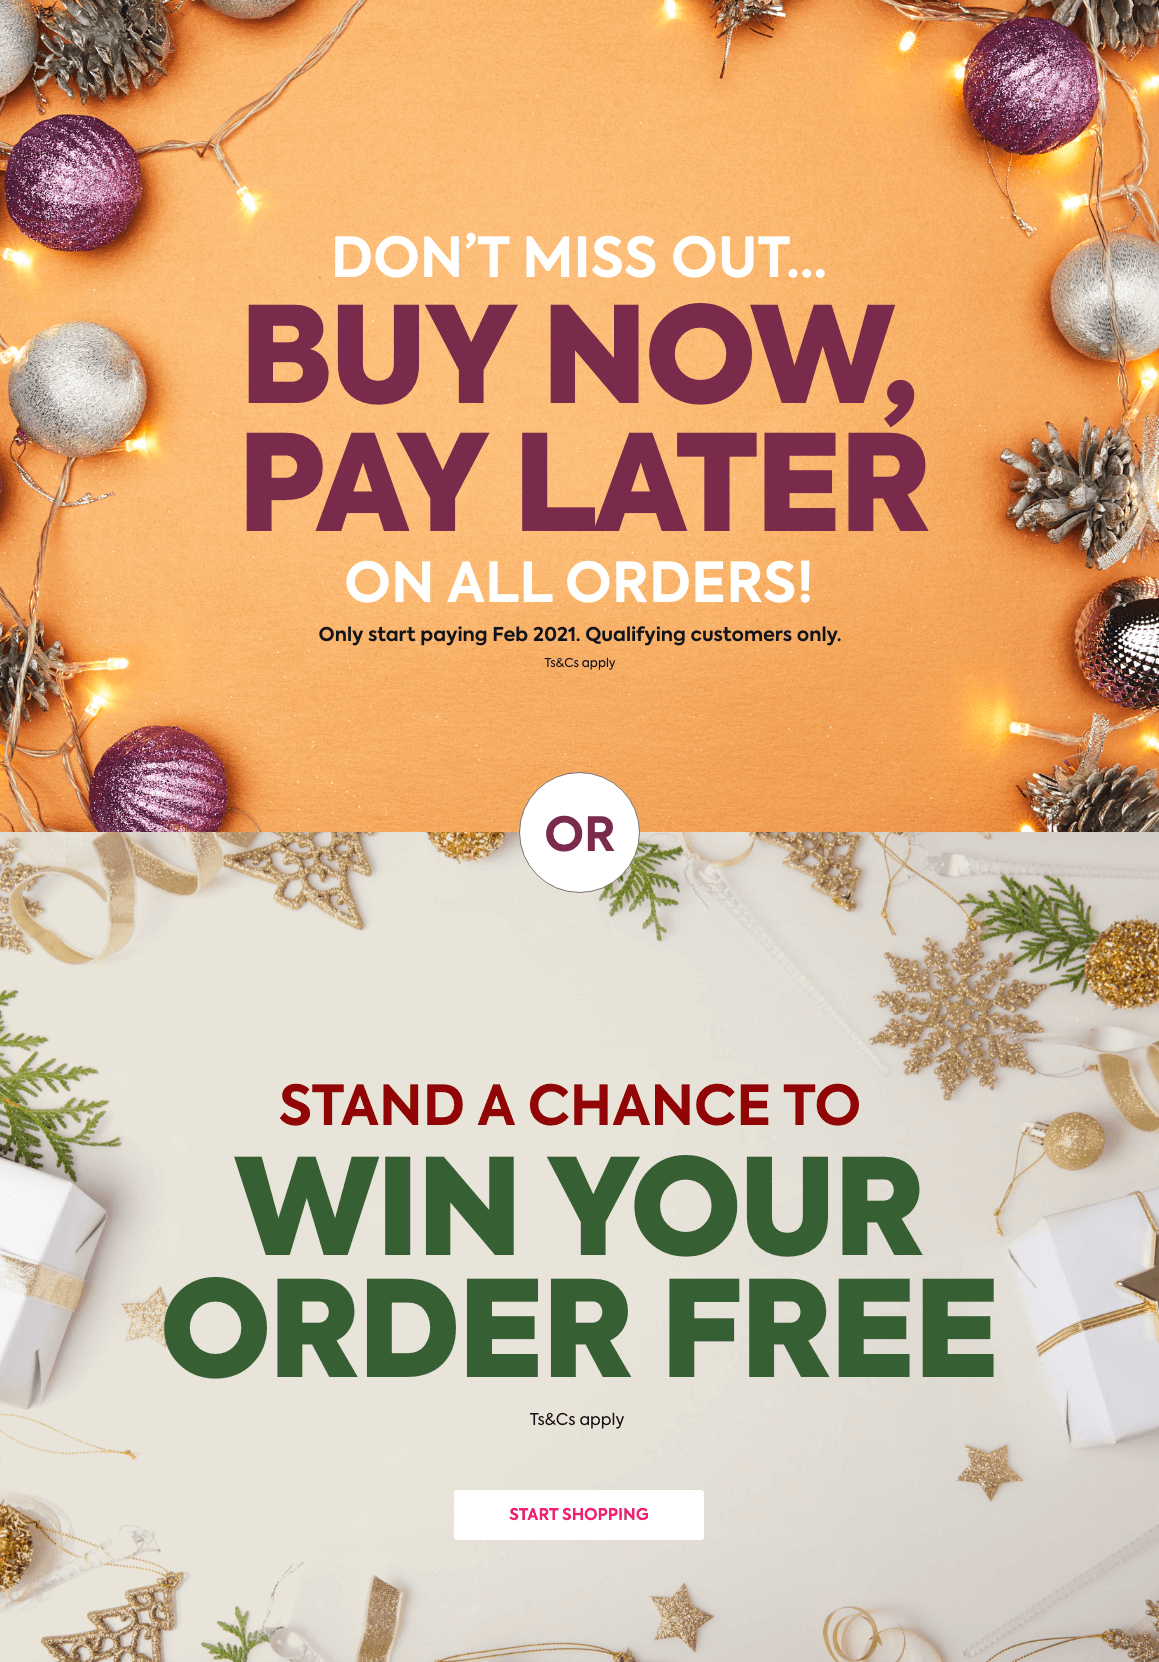 DON’T MISS OUT...
BUY NOW,
PAY LATER
ON ALL ORDERS!
Only start paying Feb 2021. Qualifying customers only.
Ts&Cs apply
OR
STAND A CHANCE TO
WIN YOUR
ORDER FREE
Ts&Cs apply
START SHOPPING